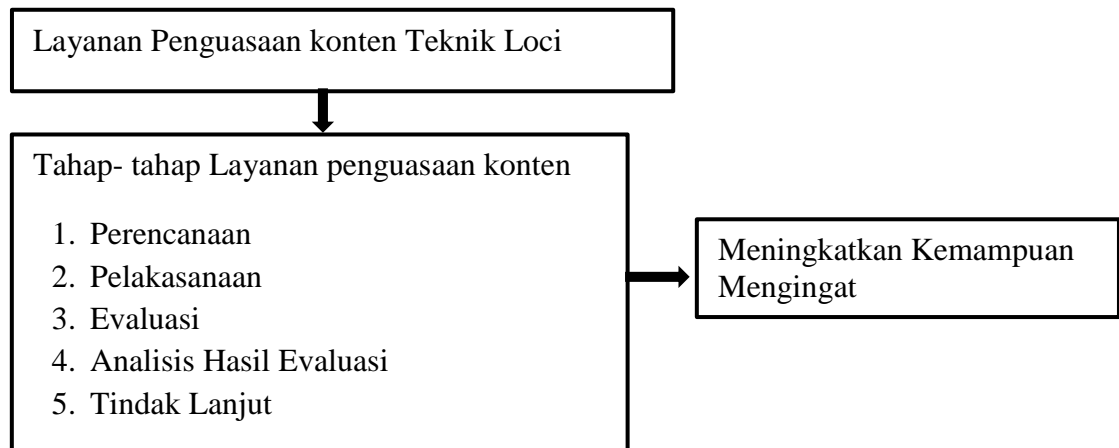 Layanan Penguasaan konten Teknik Loci
Tahap- tahap Layanan penguasaan konten
1. Perencanaan
2. Pelakasanaan
3. Evaluasi
4. Analisis Hasil Evaluasi
5. Tindak Lanjut
Meningkatkan Kemampuan
Mengingat